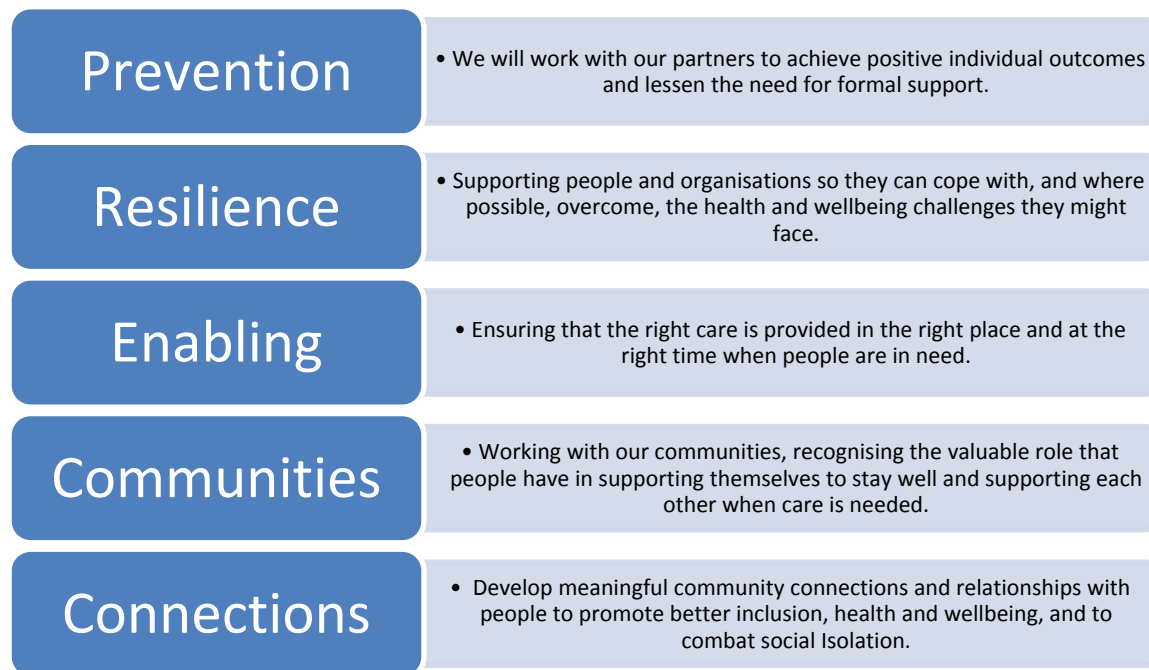 Prevention
• We will work with our partners to achieve positive individual outcomes
and lessen the need for formal support.
Resilience
• Supporting people and organisations so they can cope with, and where
possible, overcome, the health and wellbeing challenges they might
face.
Enabling
• Ensuring that the right care is provided in the right place and at the
right time when people are in need.
Communities
• Working with our communities, recognising the valuable role that
people have in supporting themselves to stay well and supporting each
other when care is needed.
Connections
• Develop meaningful community connections and relationships with
people to promote better inclusion, health and wellbeing, and to
combat social Isolation.